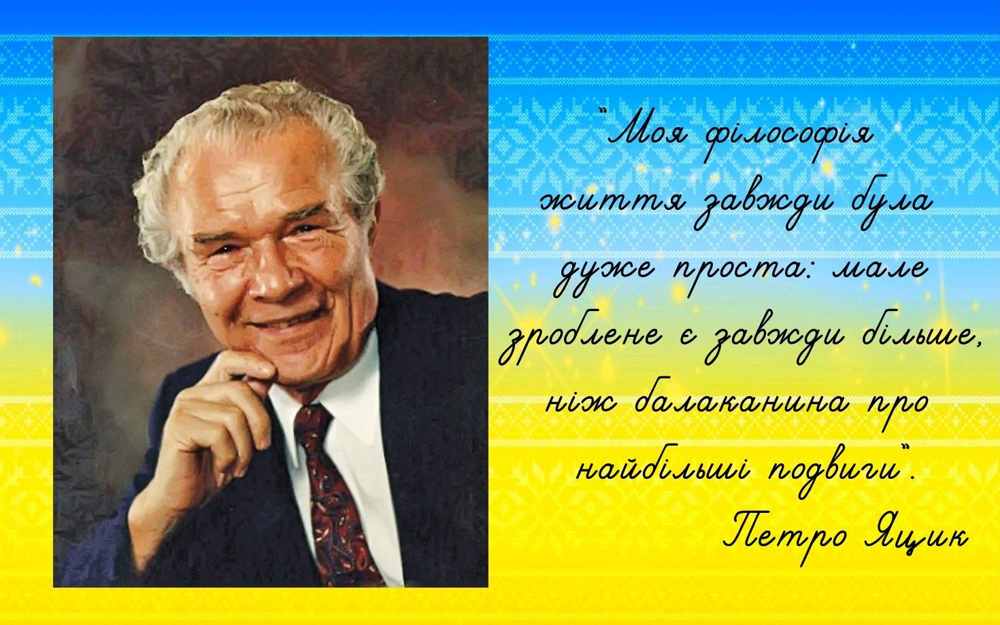 "Моя філософія
життя завжди була
дуже проста: мале
зроблене є завжди більше,
ніж балаканина про
найбільші подвиги".
Петро Яцик